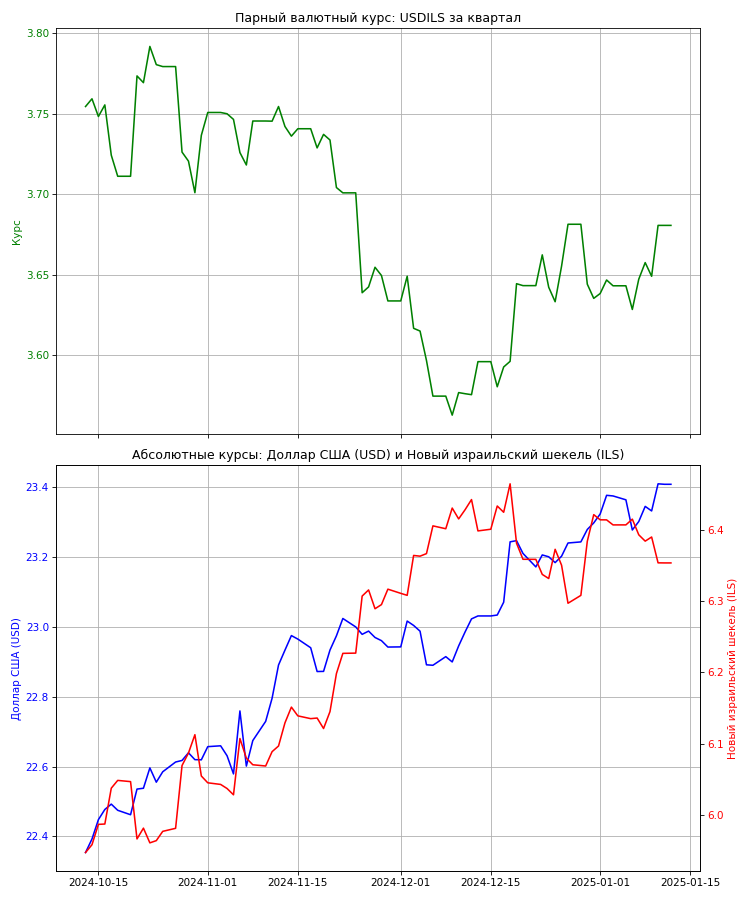 Парный валютный курс: USDILS за квартал
3.80
3.75
3.70
3.65
3.60
Курс
Абсолютные курсы: Доллар США (USD) и Новый израильский шекель (ILS)
23.4
23.2
23.0
22.8
22.6
22.4
Доллар США (USD)
6.4
6.3
6.2
6.1
6.0
Новый израильский шекель (ILS)
2024-10-15 2024-11-01 2024-11-15 2024-12-01 2024-12-15 2025-01-01 2025-01-15